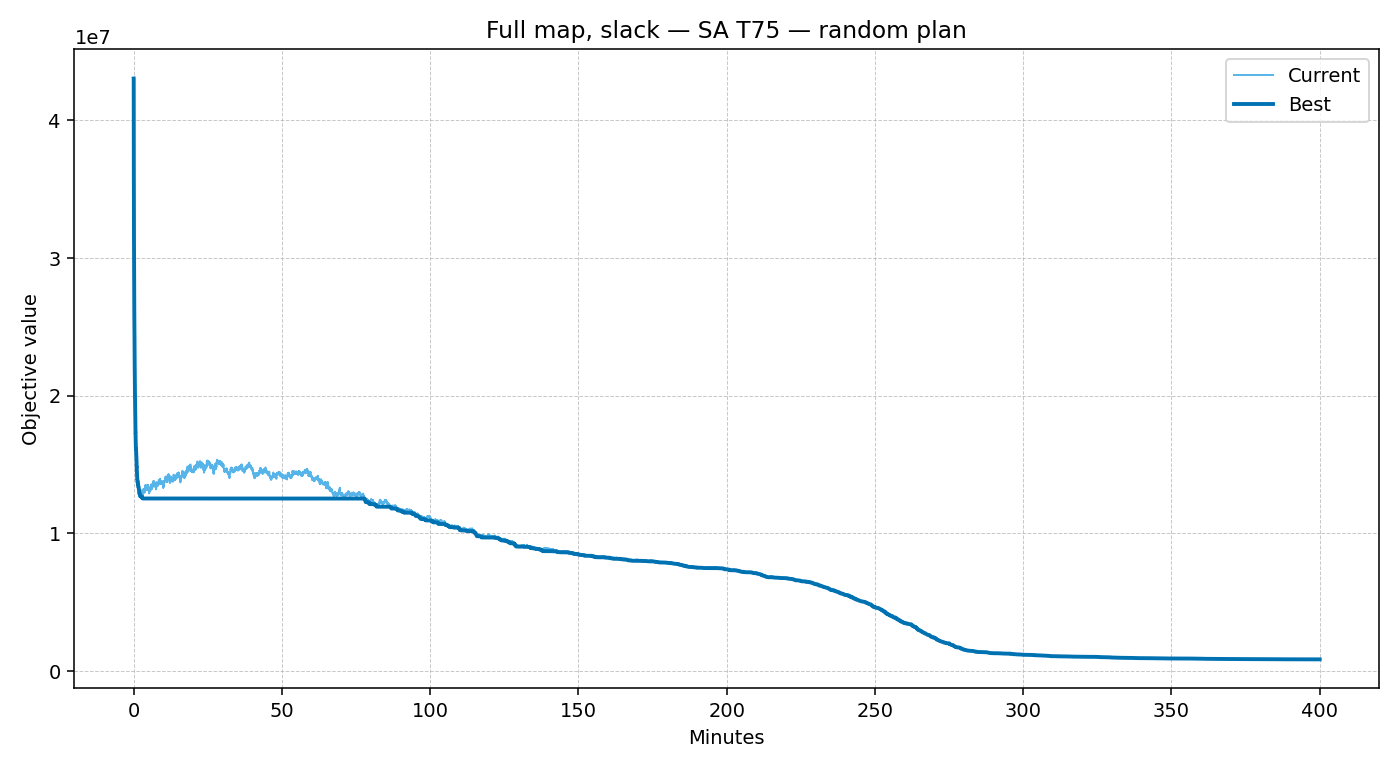 Full map, slack — SA T75 — random plan
1e7
Current
Best
4
3
2
1
0
Objective value
0 50 100 150 200 250 300 350 400
Minutes